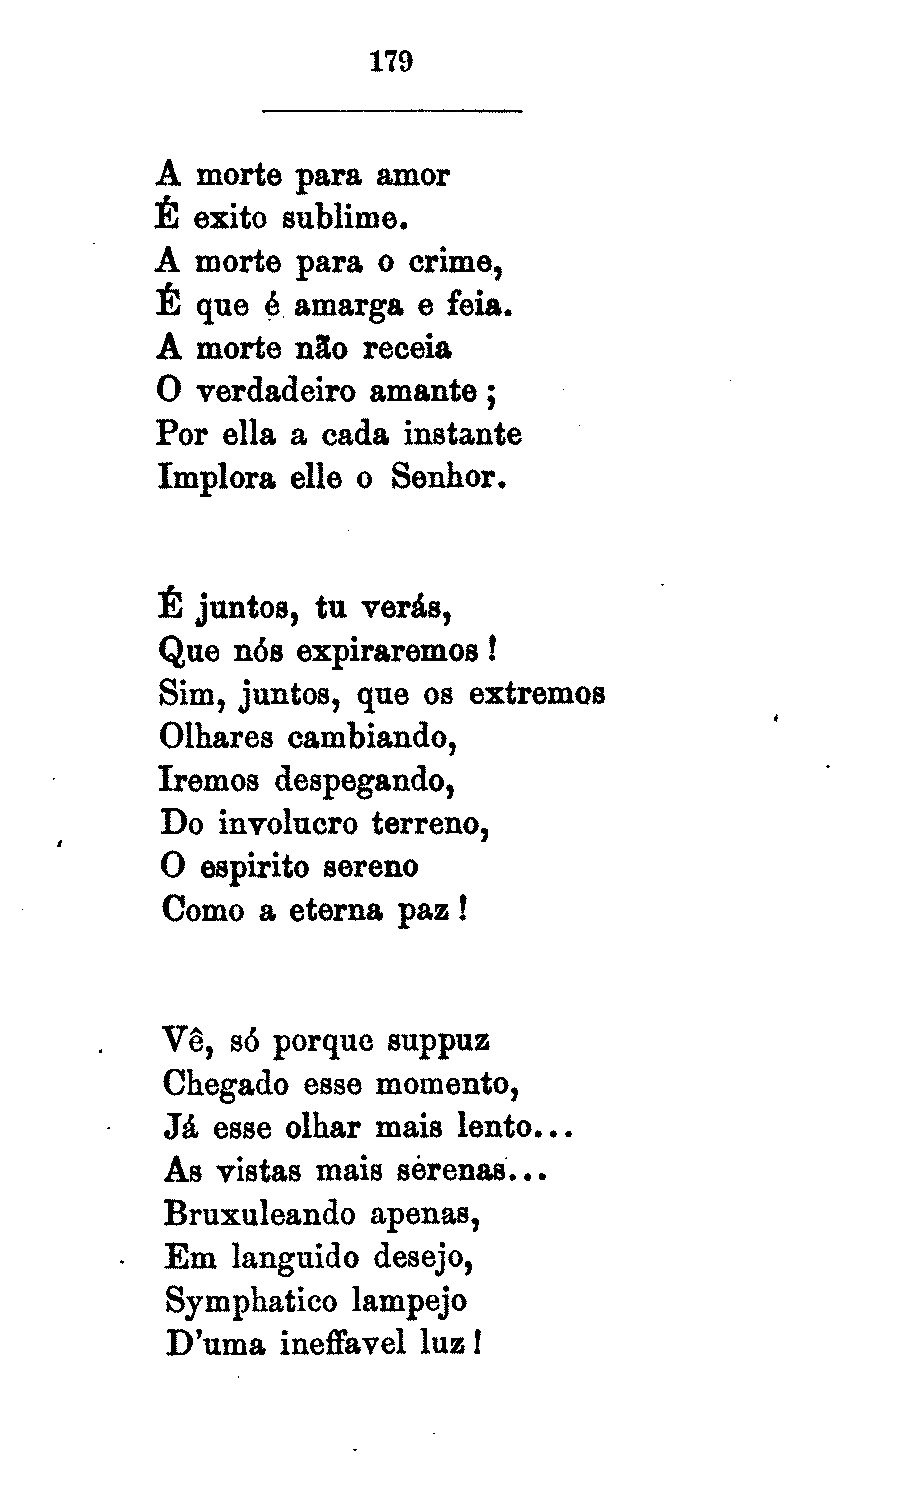 179
A morte para amor
É exito sublime.
A morte para o crime,
É que é amarga e feia.
A morte não receia
O verdadeiro amante ;
Por ella a cada instante
Implora elle o Senhor.
É juntos, tu verás,
Que nós expiraremos !
Sim, juntos, que os extremos
Olhares cambiando,
Iremos despegando,
Do involucro terreno,
O espirito sereno
Como a eterna paz !
Vê, só porque suppuz
Chegado esse momento,
Já esse olhar mais lento...
As vistas mais serenas...
Bruxuleando apenas,
Em languido desejo,
Symphatico lampejo
D'uma ineffavel luz !